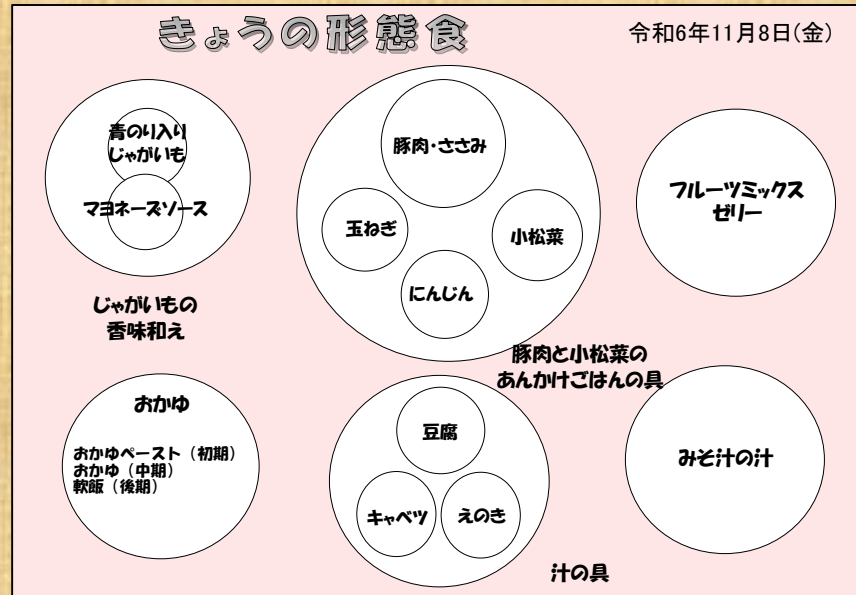 きょうの形態食
令和6年11月8日(金)
青のり入り
じゃがいも
マヨネーズソース
じゃがいもの
香味和え
豚肉・ささみ
玉ねぎ
小松菜
にんじん
豚肉と小松菜の
あんかけごはんの具
フルーツミックス
ゼリー
おかゆ
おかゆペースト（初期）
おかゆ（中期）
軟飯（後期）
豆腐
キャベツ
えのき
汁の具
みそ汁の汁